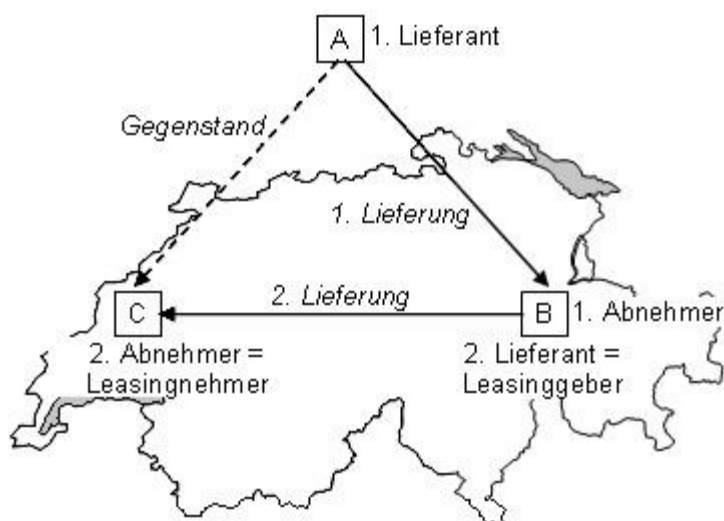 A 1. Lieferant
Gegenstand
1. Lieferung
2. Lieferung
C
B 1. Abnehmer
2. Abnehmer =
Leasingnehmer
2. Lieferant =
Leasinggeber